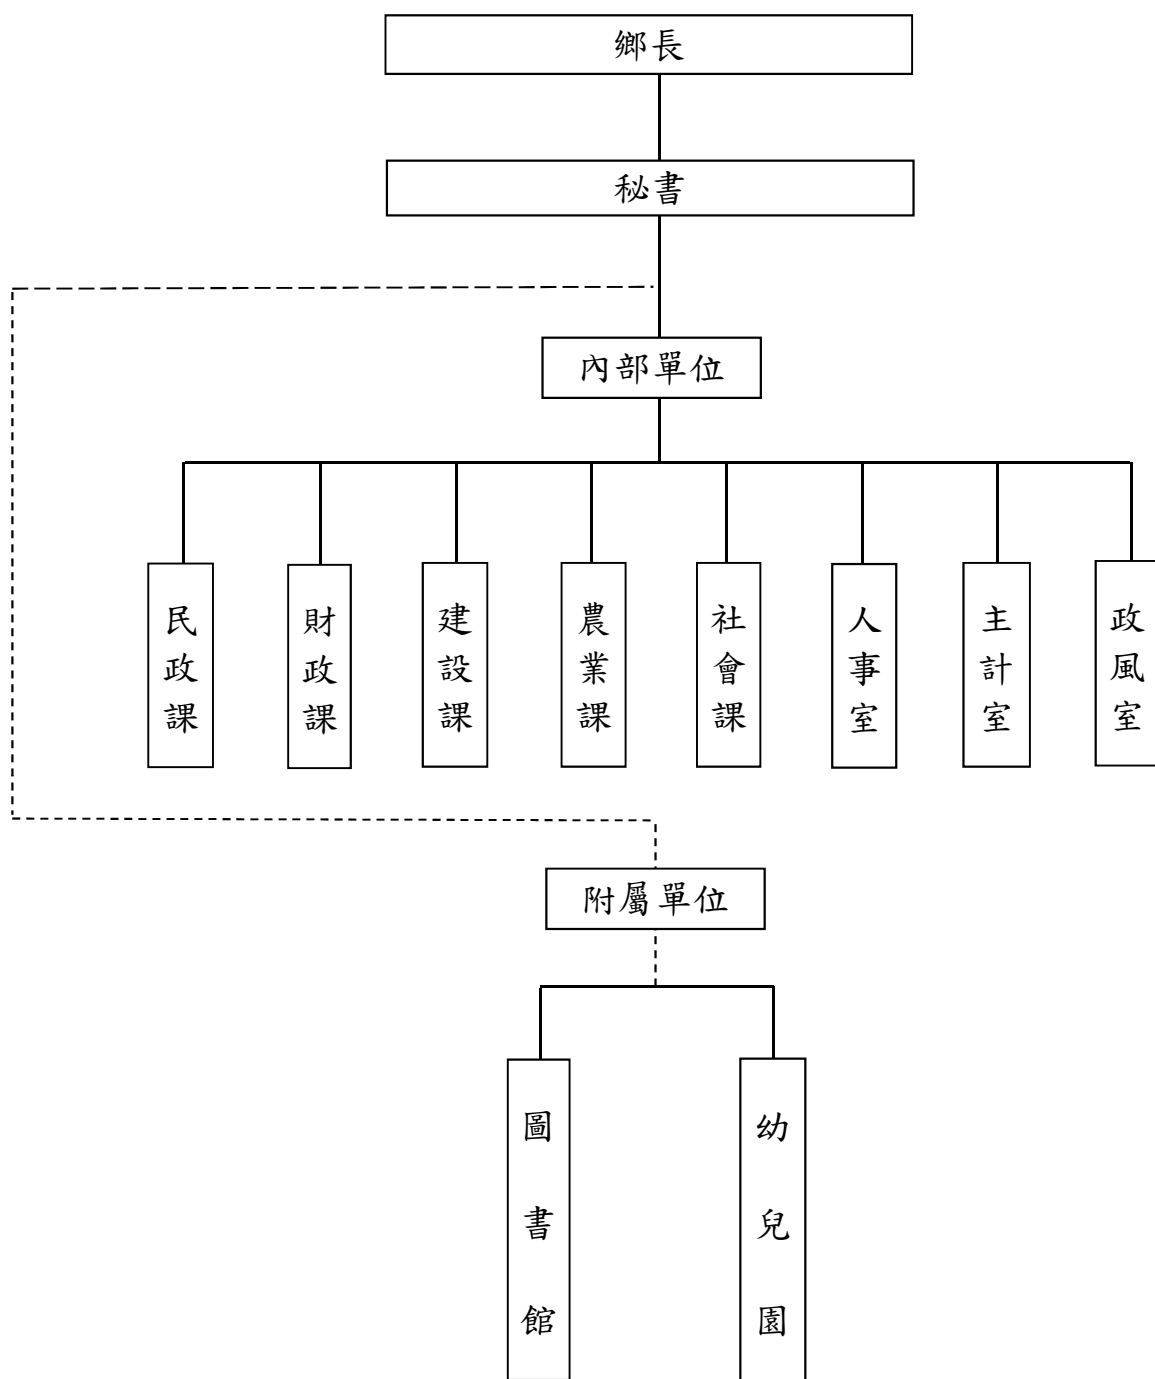 鄉長
秘書
內部單位
民政課
財政課
建設課
農業課
社會課
人事室
主計室
政風室
附屬單位
圖書館
幼兒園